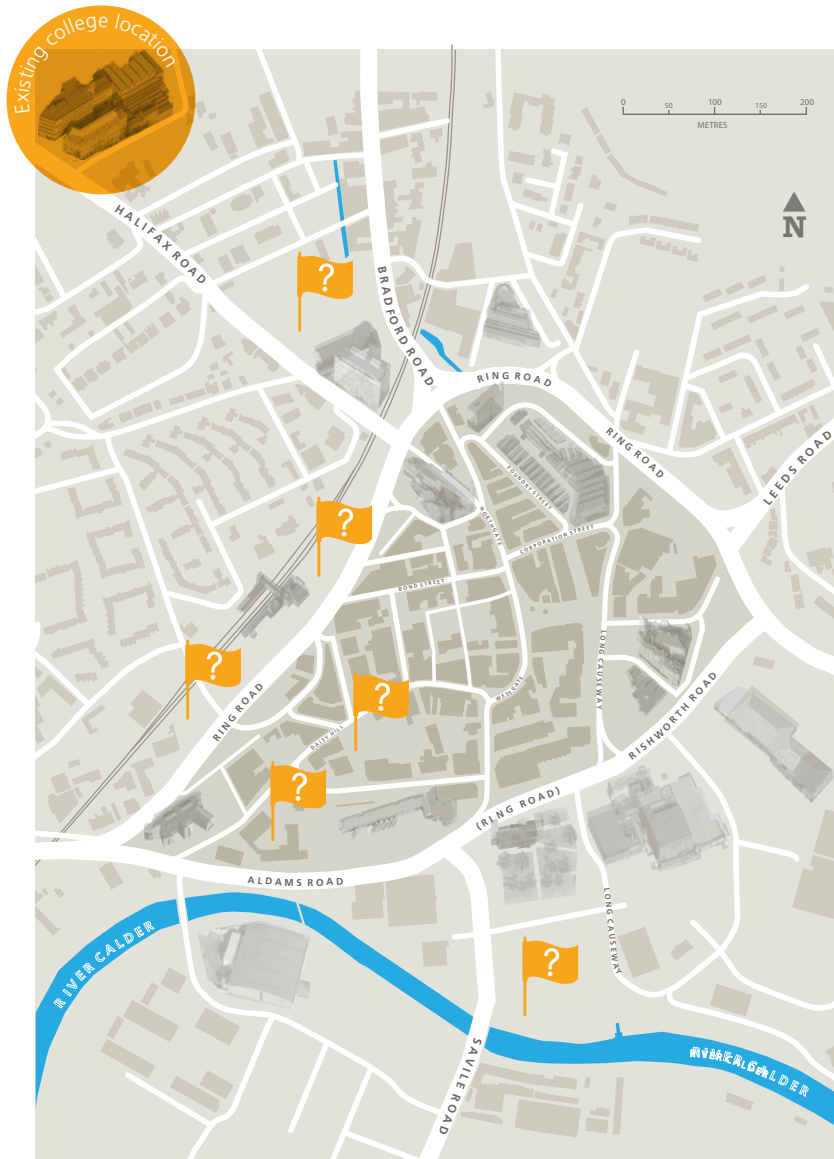 Existing college location
0 50 100 150 200
METRES
N
HALIFAX ROAD
?
BRADFORD ROAD
RING ROAD
RING ROAD
LEEDS ROAD
FOUNDRY STREET
NORTHGATE
CORPORATION STREET
?
BOND STREET
LONG CAUSEWAY
?
RING ROAD
?
WESTGATE
DAISY HILL
RISHWORTH ROAD
?
(RING ROAD)
ALDAMS ROAD
LONG CAUSEWAY
RIVER CALDER
?
SAVILE ROAD
RIVER CALDER
RIVER CALDER